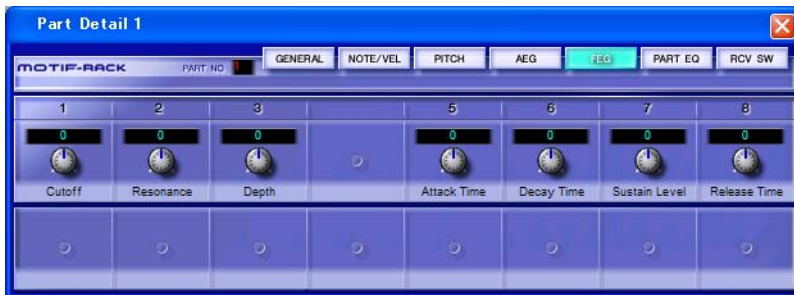 Part Detail 1
MOTIF-RACK PART NO. 1 GENERAL NOTE/VEL PITCH AEG FEG PART EQ RCV SW
1 2 3 5 6 7 8
0 0 0 0 0 0 0
Cutoff Resonance Depth Attack Time Decay Time Sustain Level Release Time